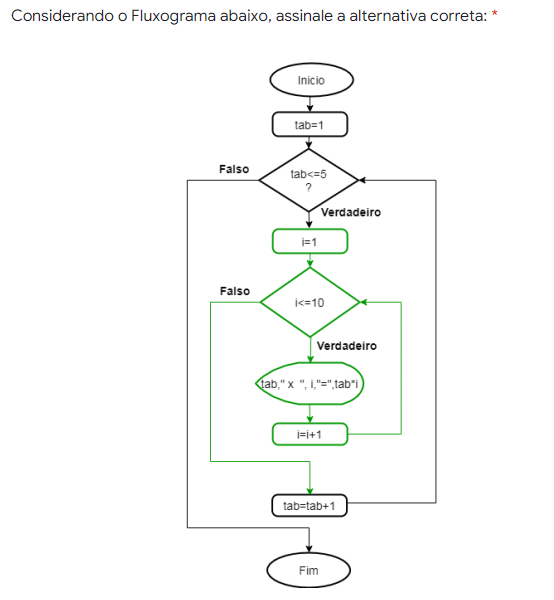 Considerando o Fluxograma abaixo, assinale a alternativa correta: *
Inicio
tab=1
Falso
tab<=5
?
Verdadeiro
i=1
Falso
i<=10
Verdadeiro
tab," x ", i,"=",tab*i
i=i+1
tab=tab+1
Fim